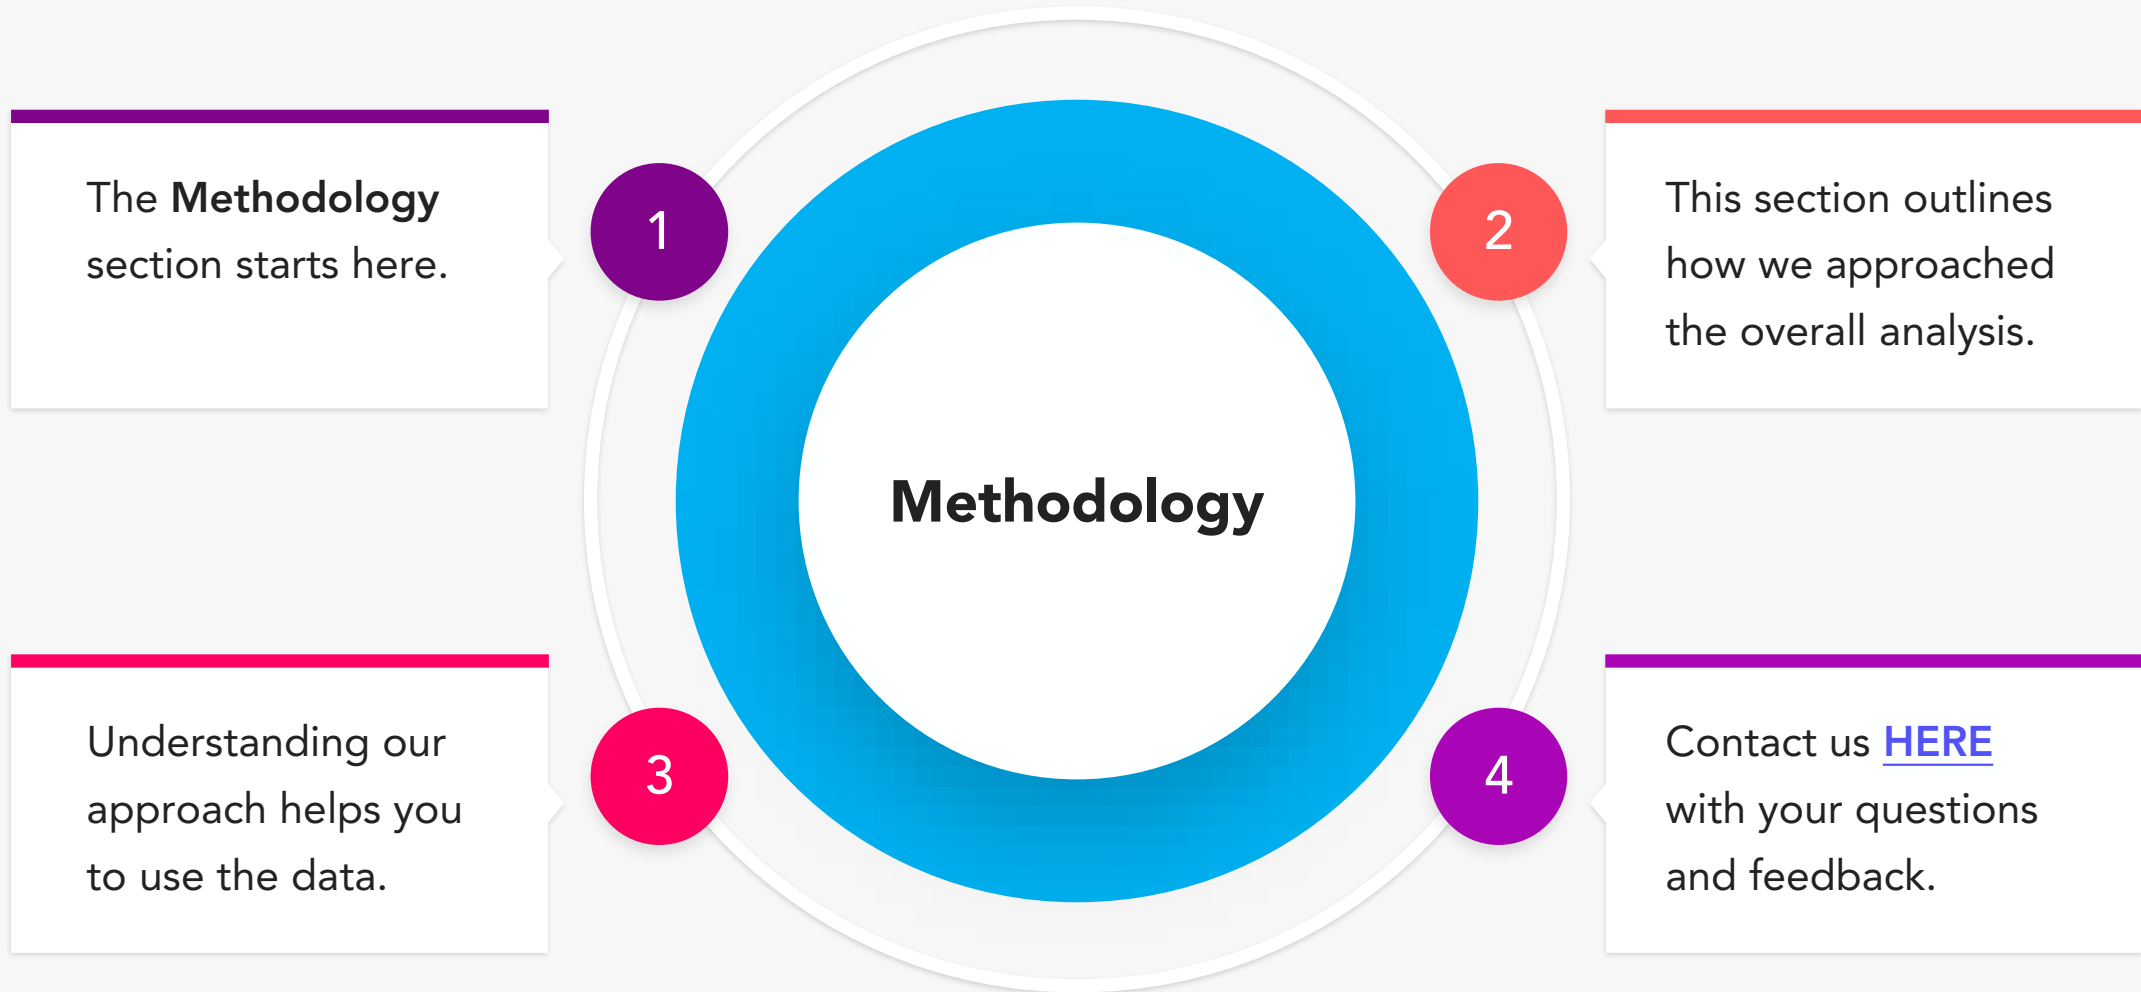 The Methodology
section starts here.
1
2
This section outlines
how we approached
the overall analysis.
Methodology
Understanding our
approach helps you
to use the data.
3
4
Contact us HERE
with your questions
and feedback.